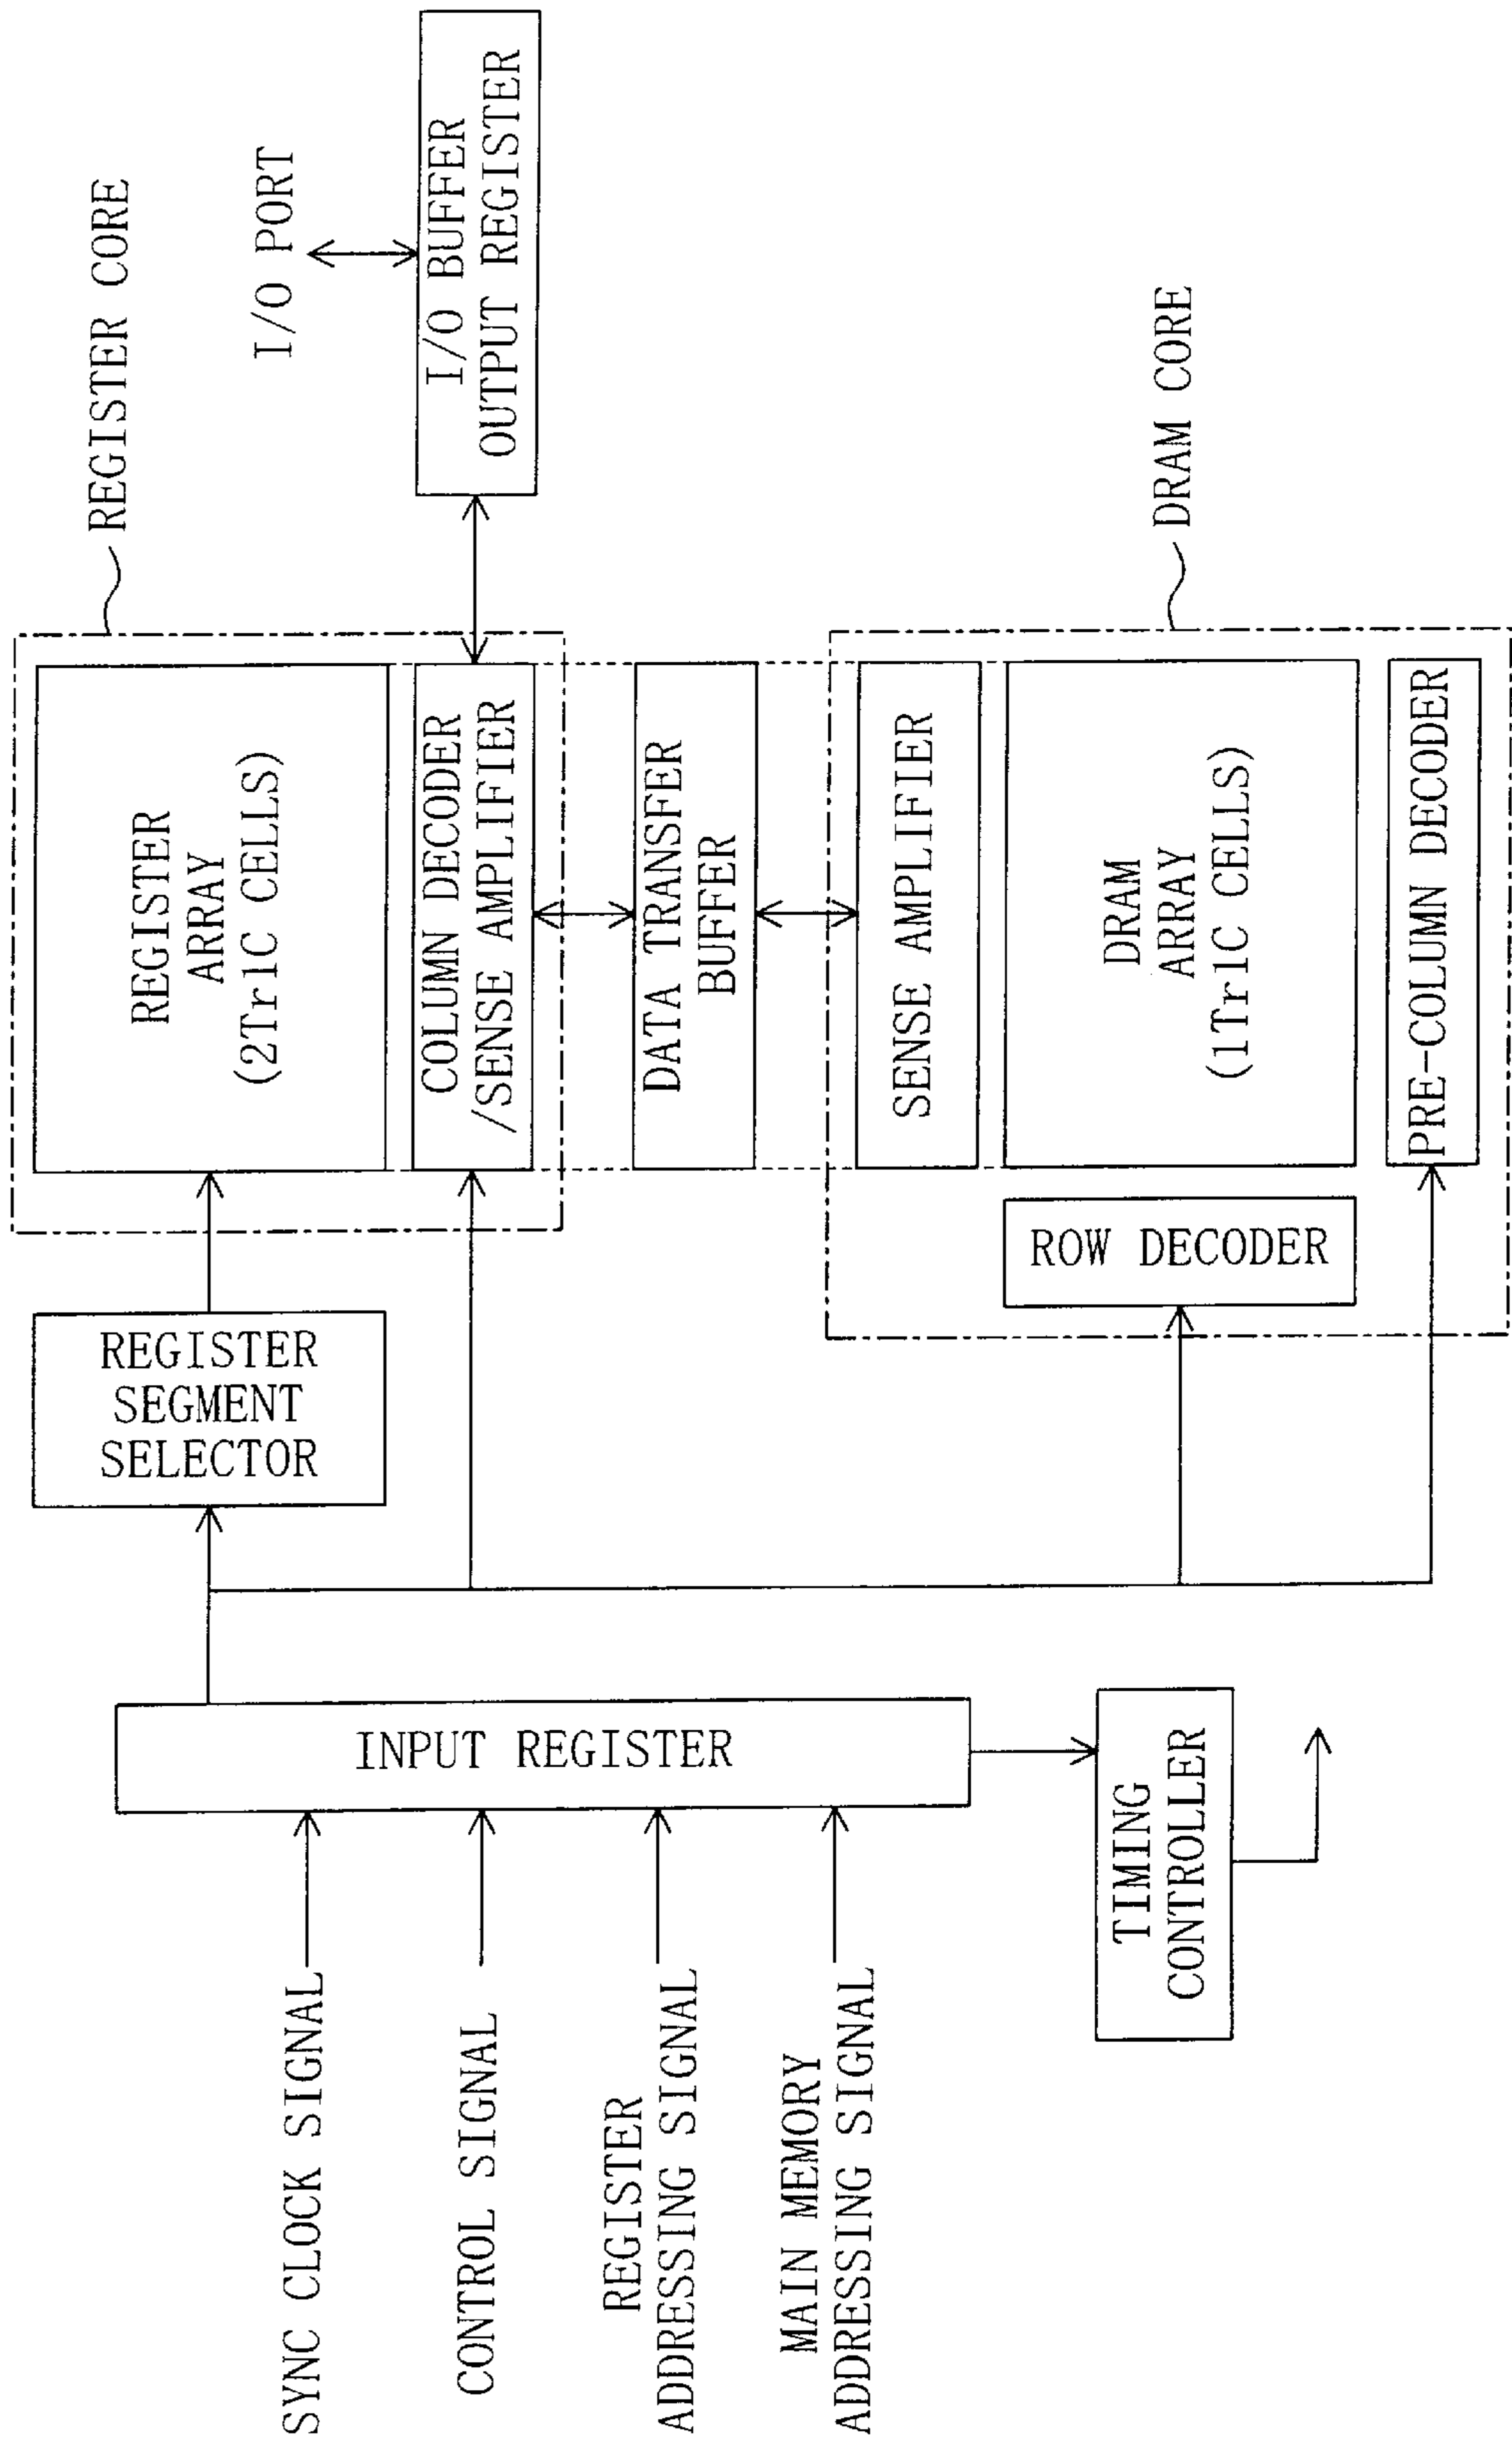 REGISTER CORE
I/O PORT
I/O BUFFER
OUTPUT REGISTER
REGISTER
ARRAY
(2Tr1C CELLS)
COLUMN DECODER
/SENSE AMPLIFIER
DATA TRANSFER
BUFFER
SENSE AMPLIFIER
DRAM
ARRAY
(1Tr1C CELLS)
PRE-COLUMN DECODER
DRAM CORE
ROW DECODER
REGISTER
SEGMENT
SELECTOR
INPUT REGISTER
TIMING
CONTROLLER
SYNC CLOCK SIGNAL
CONTROL SIGNAL
REGISTER
ADDRESSING SIGNAL
MAIN MEMORY
ADDRESSING SIGNAL